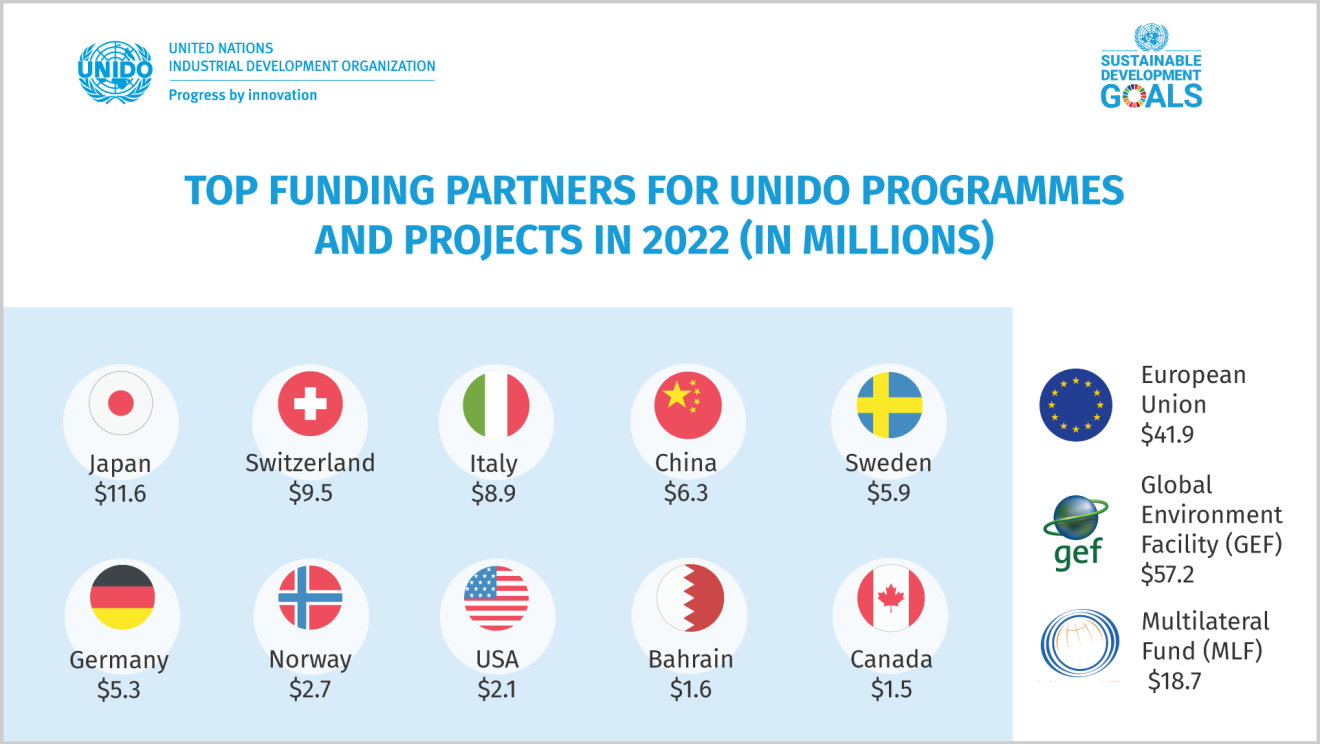 UNIDO
UNITED NATIONS
INDUSTRIAL DEVELOPMENT ORGANIZATION
Progress by innovation
SUSTAINABLE
DEVELOPMENT
GOALS
TOP FUNDING PARTNERS FOR UNIDO PROGRAMMES
AND PROJECTS IN 2022 (IN MILLIONS)
Japan
$11.6
Switzerland
$9.5
Italy
$8.9
China
$6.3
Sweden
$5.9
Germany
$5.3
Norway
$2.7
USA
$2.1
Bahrain
$1.6
Canada
$1.5
European
Union
$41.9
gef
Global
Environment
Facility (GEF)
$57.2
Multilateral
Fund (MLF)
$18.7